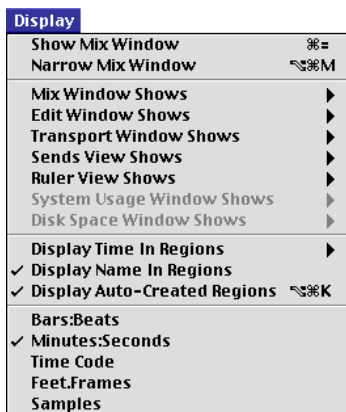 Display
Show Mix Window ⌘=
Narrow Mix Window ⌥⌘M
Mix Window Shows ▶
Edit Window Shows ▶
Transport Window Shows ▶
Sends View Shows ▶
Ruler View Shows ▶
System Usage Window Shows ▶
Disk Space Window Shows ▶
Display Time In Regions ▶
✓ Display Name In Regions
✓ Display Auto-Created Regions ⌥⌘K
Bars:Beats
✓ Minutes:Seconds
Time Code
Feet.Frames
Samples